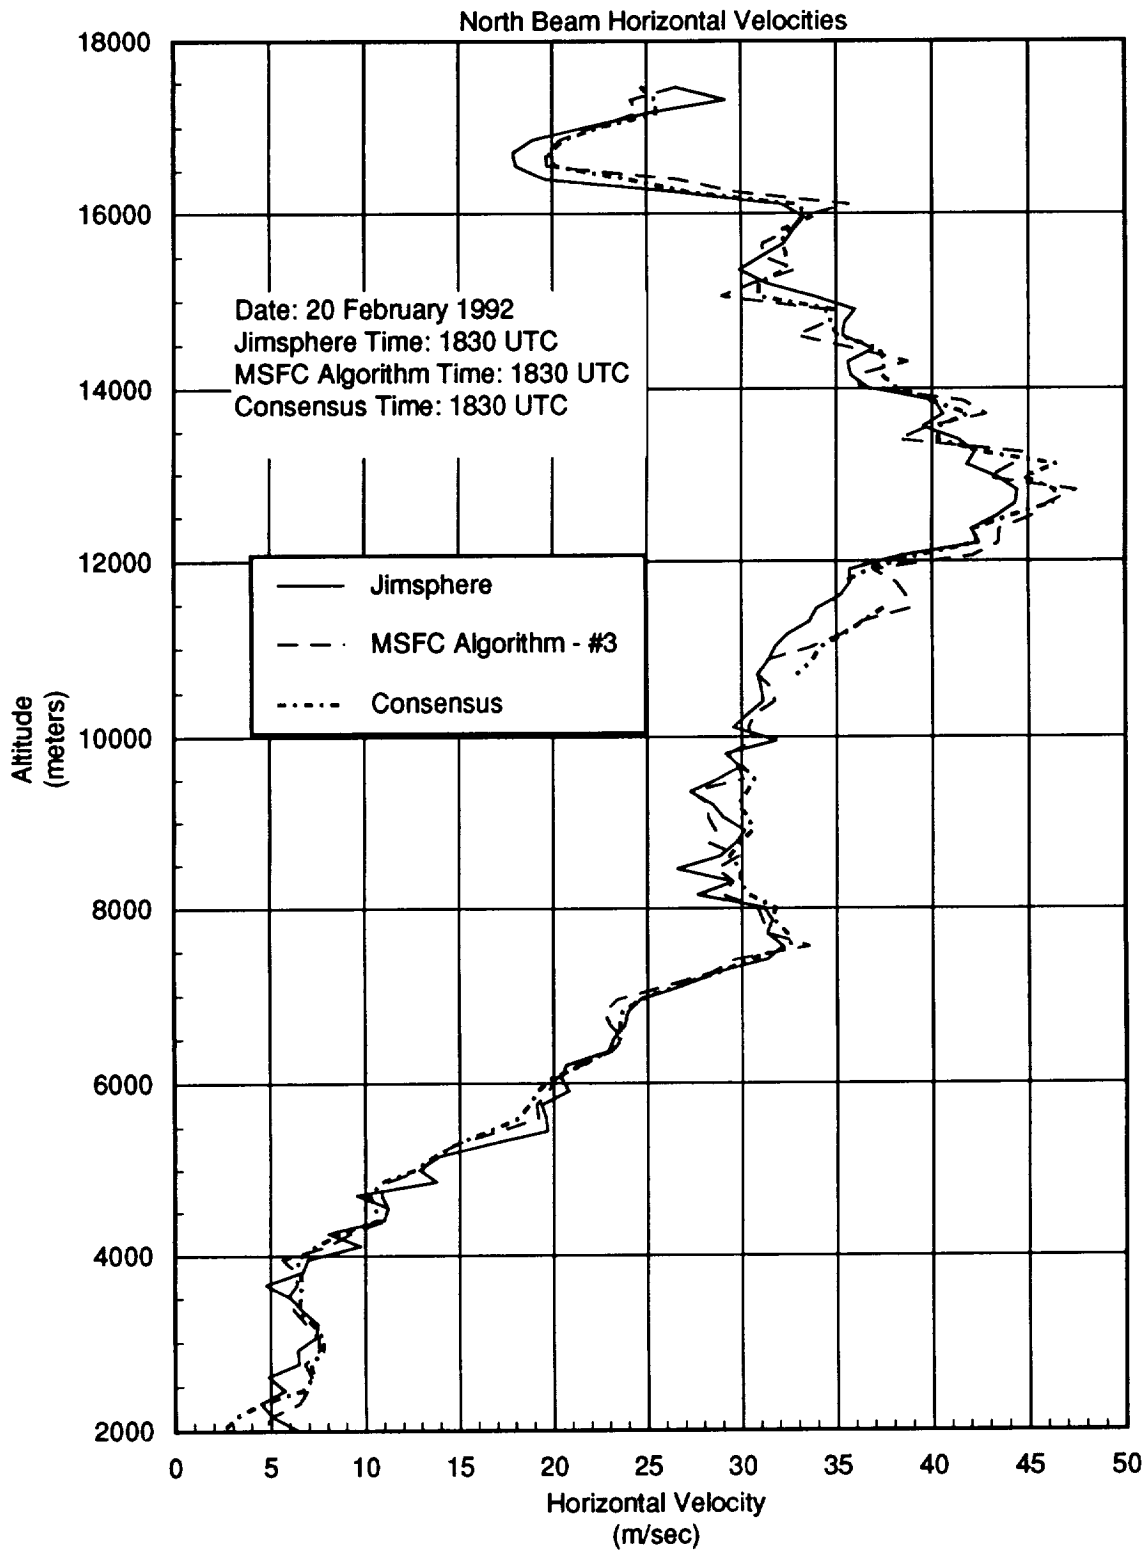 North Beam Horizontal Velocities
18000
16000
Date: 20 February 1992
Jimsphere Time: 1830 UTC
MSFC Algorithm Time: 1830 UTC
Consensus Time: 1830 UTC
14000
12000
Jimsphere
MSFC Algorithm - #3
Consensus
Altitude
(meters)
10000
8000
6000
4000
2000
0 5 10 15 20 25 30 35 40 45 50
Horizontal Velocity
(m/sec)